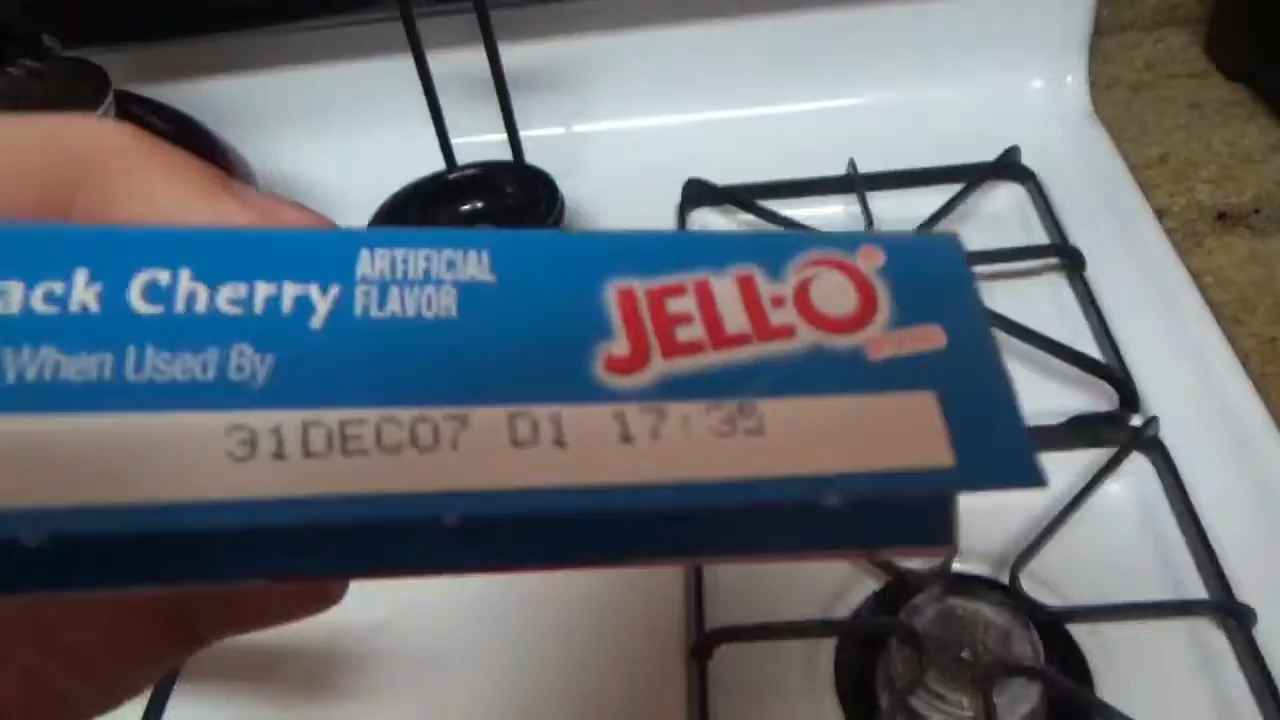 ack Cherry ARTIFICIAL
FLAVOR
When Used By
JELL-O
31DEC07 D1 17:35